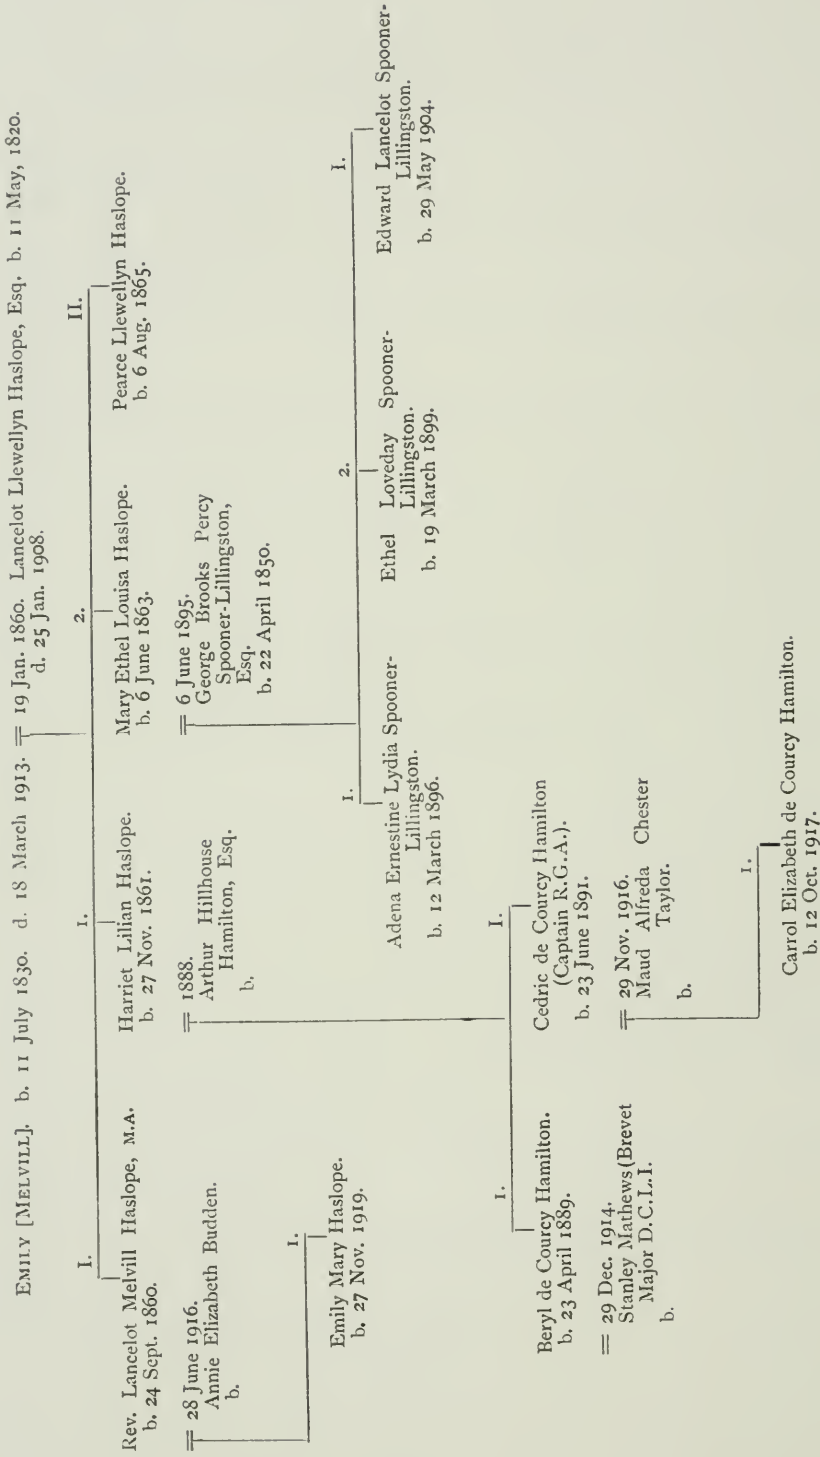 EMILY [MELVILL]. b. 11 July 1830. d. 18 March 1913. = 19 Jan. 1860. Lancelot Llewellyn Haslope, Esq. b. 11 May, 1820.
d. 25 Jan. 1908.
I.
1.
2.
II.
Rev. Lancelot Melvill Haslope, M.A.
b. 24 Sept. 1860.
= 28 June 1916.
Annie Elizabeth Budden.
b.
Harriet Lilian Haslope.
b. 27 Nov. 1861.
= 1888.
Arthur Hillhouse
Hamilton, Esq.
b.
Mary Ethel Louisa Haslope.
b. 6 June 1863.
= 6 June 1895.
George Brooks Percy
Spooner-Lillingston,
Esq.
b. 22 April 1850.
Pearce Llewellyn Haslope.
b. 6 Aug. 1865.
1.
Emily Mary Haslope.
b. 27 Nov. 1919.
1.
2.
I.
Adena Ernestine Lydia Spooner-
Lillingston.
b. 12 March 1896.
Ethel Loveday Spooner-
Lillingston.
b. 19 March 1899.
Edward Lancelot Spooner-
Lillingston.
b. 29 May 1904.
1.
I.
Beryl de Courcy Hamilton.
b. 23 April 1889.
= 29 Dec. 1914.
Stanley Mathews (Brevet
Major D.C.L.I.
b.
Cedric de Courcy Hamilton
(Captain R.G.A.).
b. 23 June 1891.
= 29 Nov. 1916.
Maud Alfreda Chester
Taylor.
b.
1.
Carrol Elizabeth de Courcy Hamilton.
b. 12 Oct. 1917.